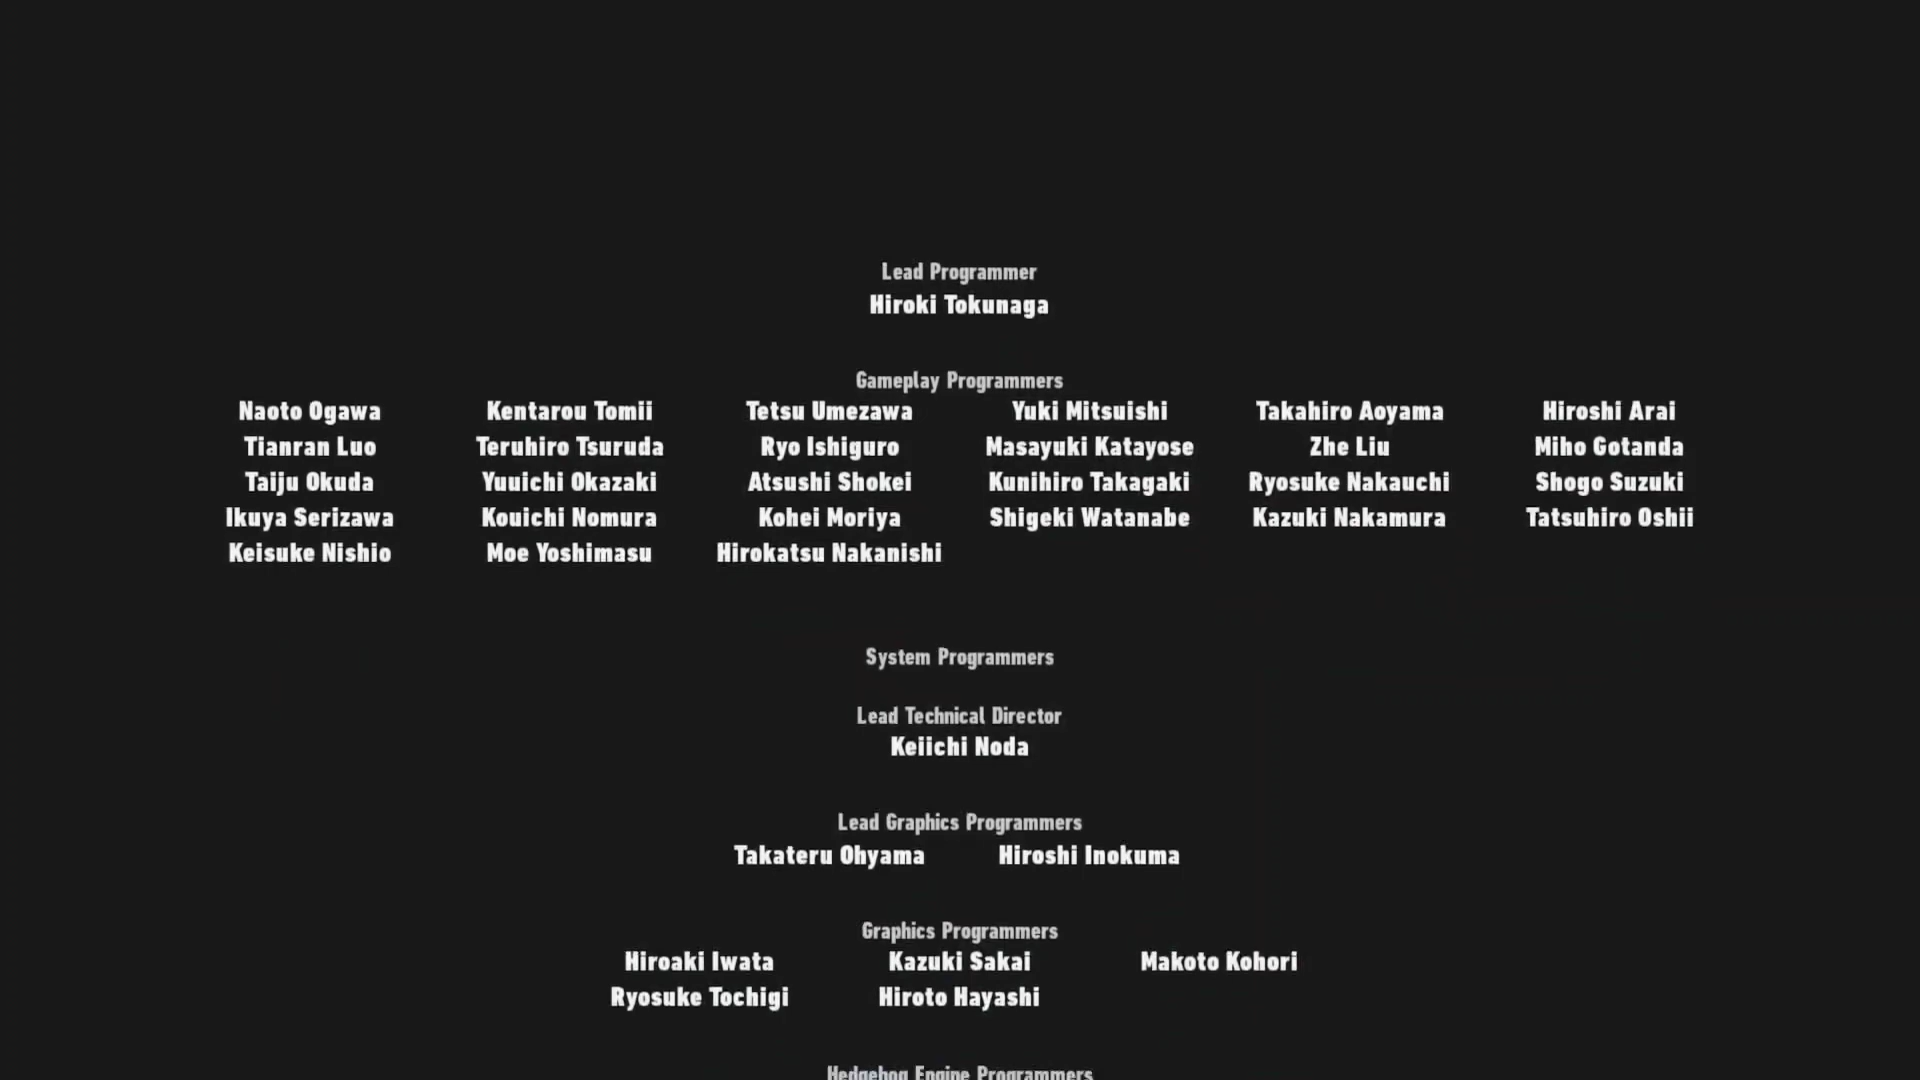 Lead Programmer
Hiroki Tokunaga
Gameplay Programmers
Naoto Ogawa Kentarou Tomii Tetsu Umezawa Yuki Mitsuishi Takahiro Aoyama Hiroshi Arai
Tianran Luo Teruhiro Tsuruda Ryo Ishiguro Masayuki Katayose Zhe Liu Miho Gotanda
Taiju Okuda Yuuichi Okazaki Atsushi Shokei Kunihiro Takagaki Ryosuke Nakauchi Shogo Suzuki
Ikuya Serizawa Kouichi Nomura Kohei Moriya Shigeki Watanabe Kazuki Nakamura Tatsuhiro Oshii
Keisuke Nishio Moe Yoshimasu Hirokatsu Nakanishi
System Programmers
Lead Technical Director
Keiichi Noda
Lead Graphics Programmers
Takateru Ohyama Hiroshi Inokuma
Graphics Programmers
Hiroaki Iwata Kazuki Sakai Makoto Kohori
Ryosuke Tochigi Hiroto Hayashi
Hedgehog Engine Programmers